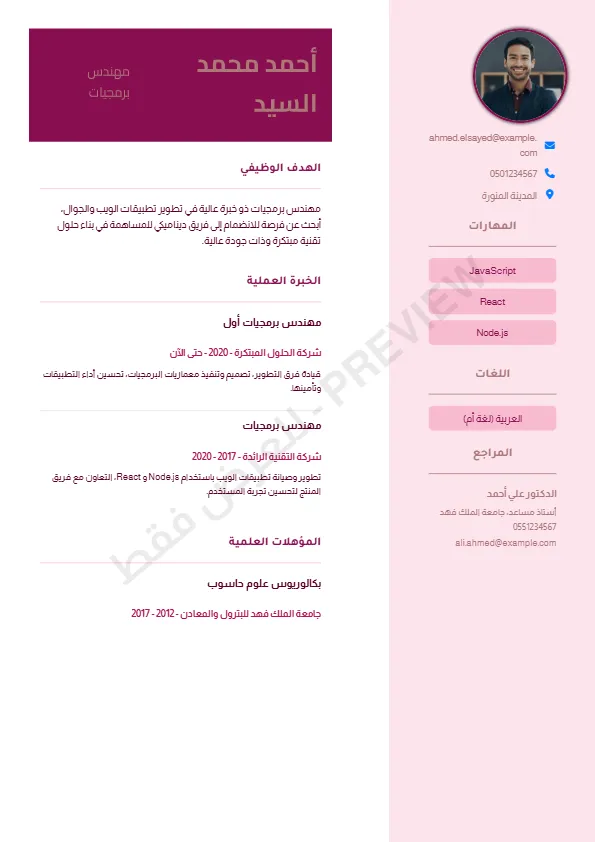 أحمد محمد
السيد
مهندس
برمجيات
الهدف الوظيفي
مهندس برمجيات ذو خبرة عالية في تطوير تطبيقات الويب والجوال،
أبحث عن فرصة للانضمام إلى فريق ديناميكي للمساهمة في بناء حلول
تقنية مبتكرة وذات جودة عالية.
الخبرة العملية
مهندس برمجيات أول
شركة الحلول المبتكرة - 2020 - حتى الآن
قيادة فرق التطوير، تصميم وتنفيذ معماريات البرمجيات، تحسين أداء التطبيقات
وتأمينها.
مهندس برمجيات
شركة التقنية الرائدة - 2017 - 2020
تطوير وصيانة تطبيقات الويب باستخدام React و Node.js، التعاون مع فريق
المنتج لتحسين تجربة المستخدم.
المؤهلات العلمية
بكالوريوس علوم حاسوب
جامعة الملك فهد للبترول والمعادن - 2012 - 2017
ahmed.elsayed@example.
com
0501234567
المدينة المنورة
المهارات
JavaScript
React
Node.js
اللغات
العربية (لغة أم)
المراجع
الدكتور علي أحمد
أستاذ مساعد، جامعة الملك فهد
0551234567
ali.ahmed@example.com
للعرض فقط - PREVIEW